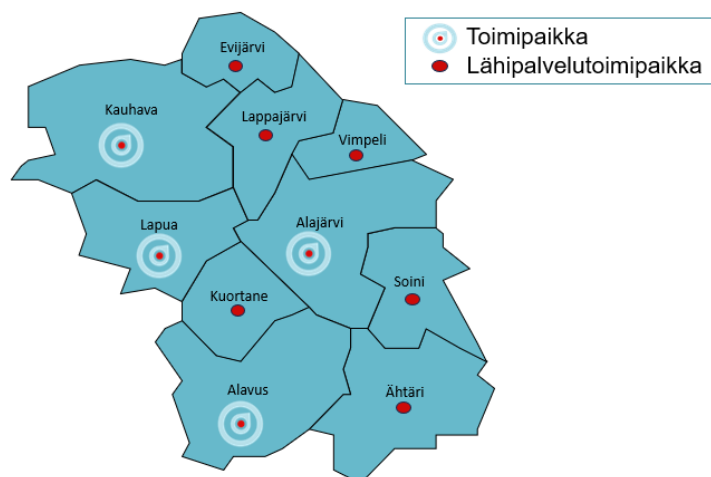 Toimipaikka
Lähipalvelutoimipaikka
Evijärvi
Kauhava
Lappajärvi
Vimpeli
Lapua
Alajärvi
Kuortane
Soini
Alavus
Ähtäri